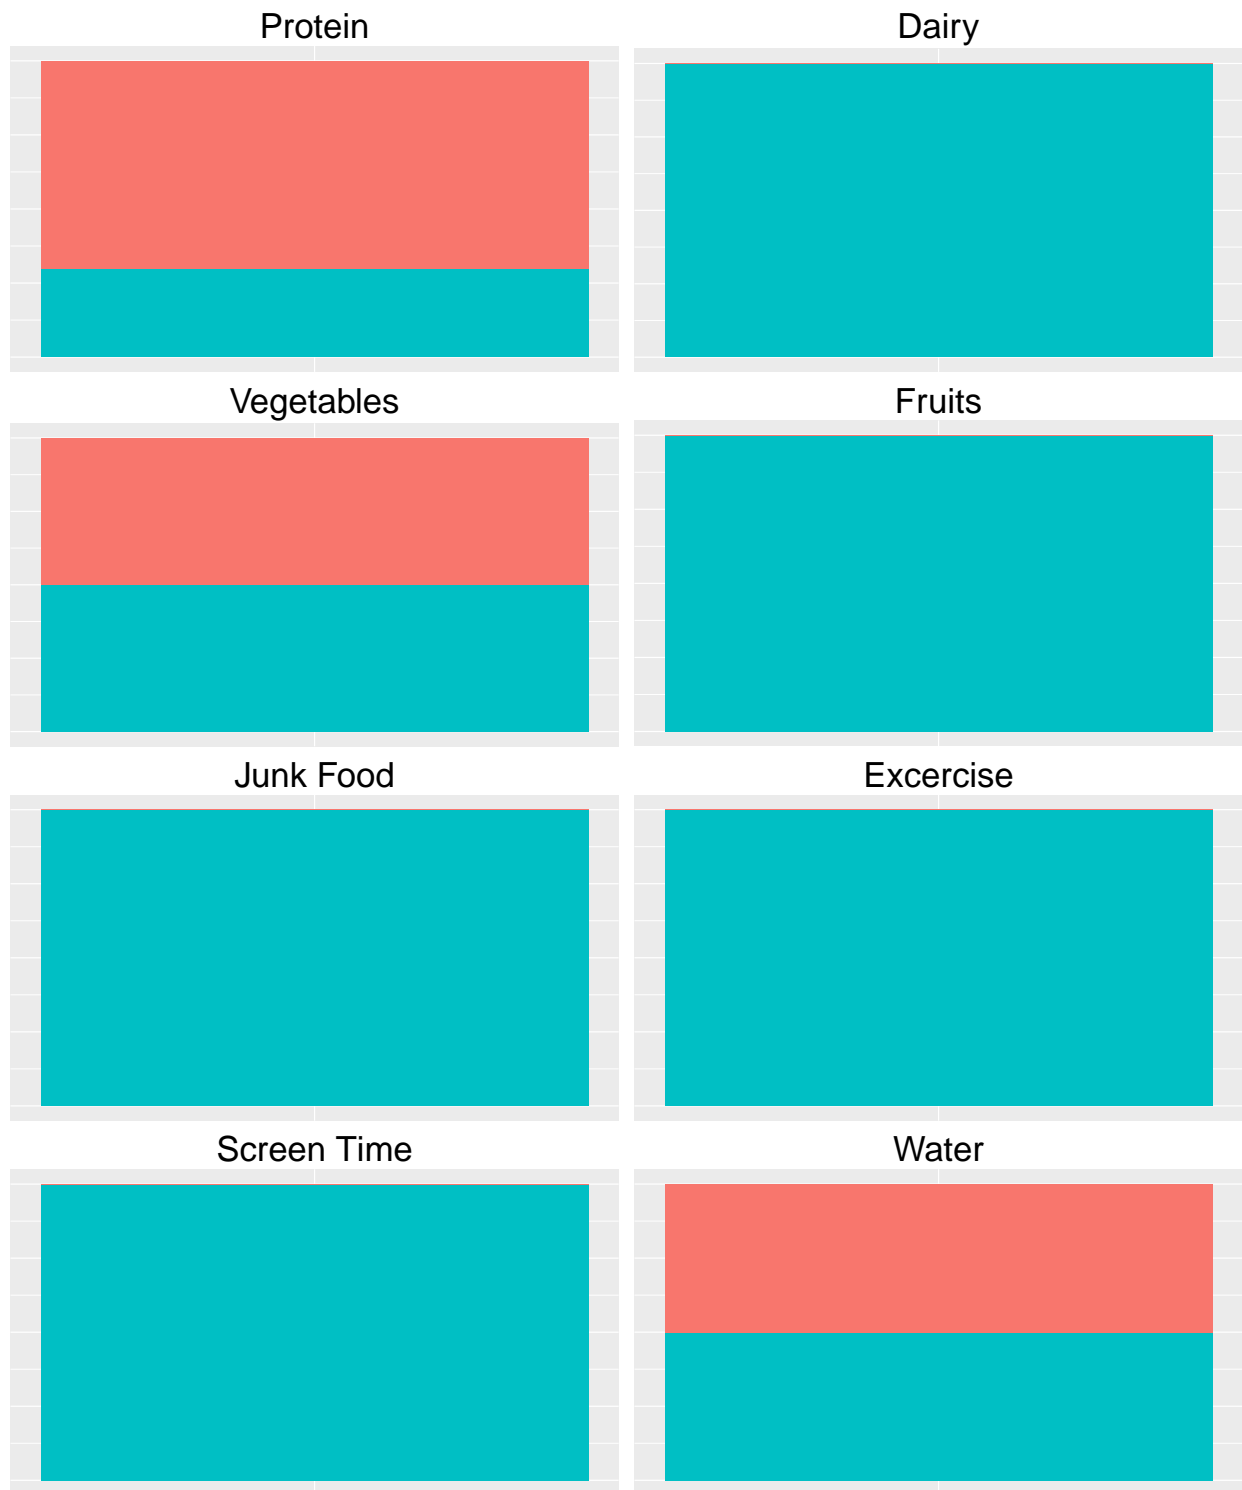 Protein
Dairy
Vegetables
Fruits
Junk Food
Excercise
Screen Time
Water